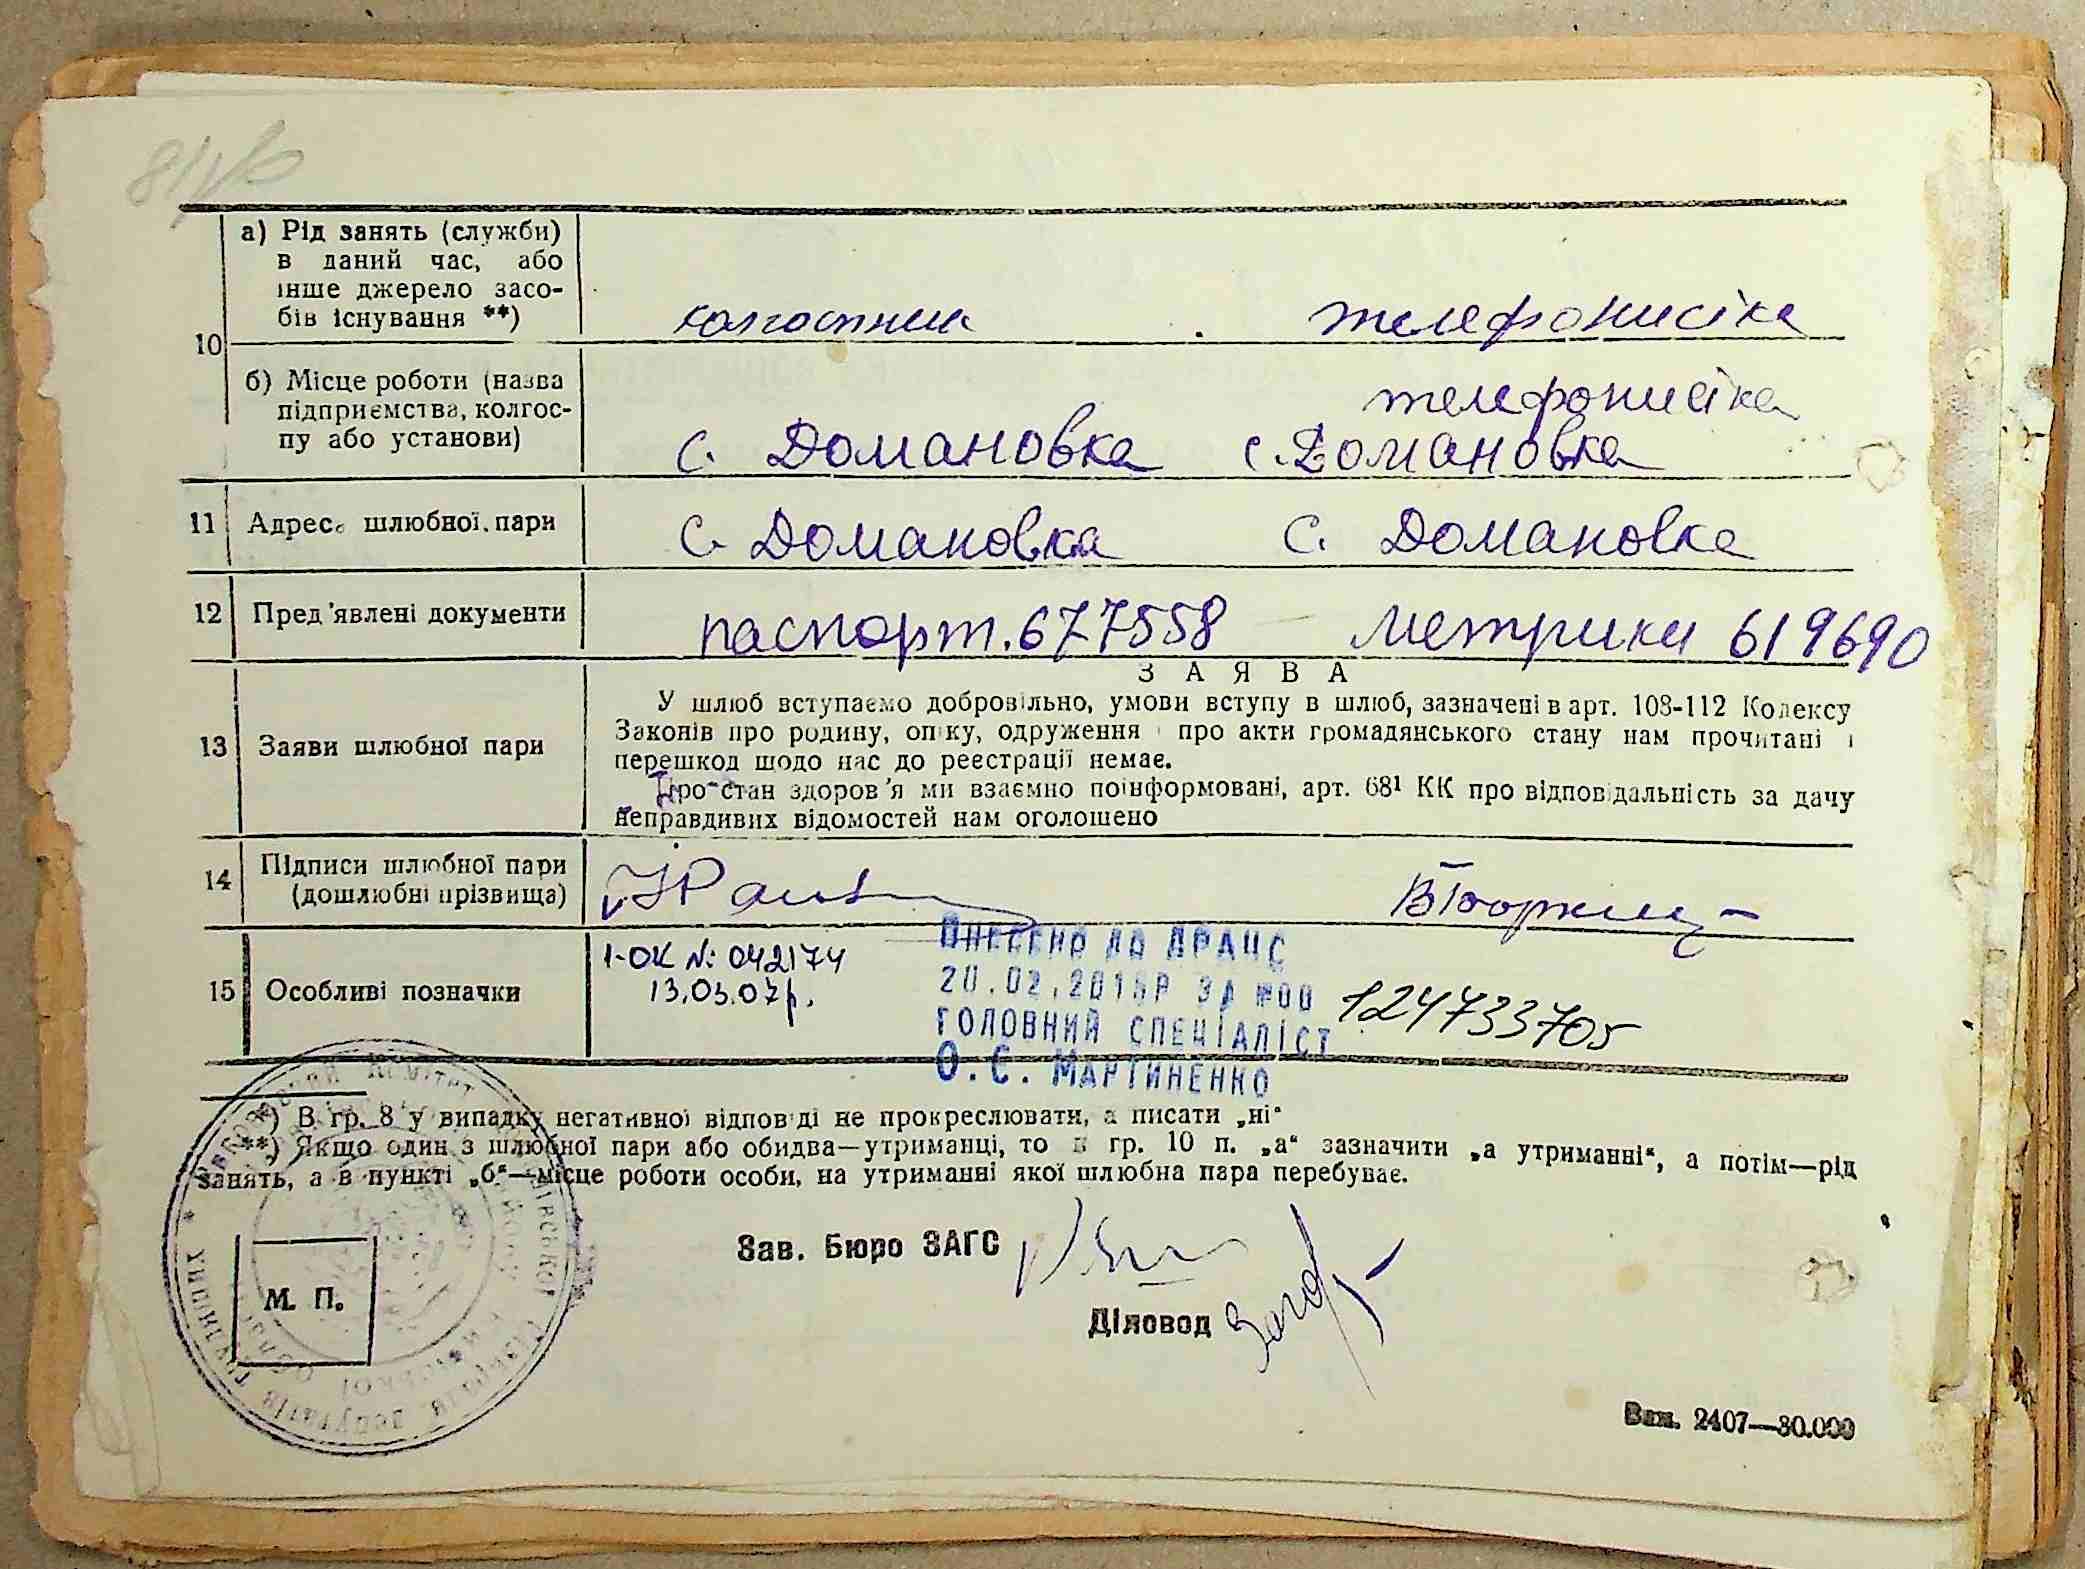 10
а) Рід занять (служби)
в даний час, або
інше джерело засо-
бів існування **)
колгоспник телефонисіка
б) Місце роботи (назва
підприємства, колгос-
пу або установи)
телефонисіка
с. Домановка с. Домановка
11 Адреса шлюбної пари с. Домановка с. Домановка
12 Пред'явлені документи паспорт. 677558 метрики 619690
З А Я В А
13 Заяви шлюбної пари
У шлюб вступаємо добровільно, умови вступу в шлюб, зазначені в арт. 108-112 Кодексу
Законів про родину, опіку, одруження і про акти громадянського стану нам прочитані і
перешкод щодо нас до реєстрації немає.
Про стан здоров'я ми взаємно поінформовані, арт. 68¹ КК про відповідальність за дачу
неправдивих відомостей нам оголошено
14 Підписи шлюбної пари
(дошлюбні прізвища)
15 Особливі позначки
1-ОК №: 042174
13.03.07р.
Внесено до ДРАЦС
20.02.2018Р ЗА №00 124733705
ГОЛОВНИЙ СПЕЦІАЛІСТ
О.Є. Мартиненко
*) В гр. 8 у випадку негативної відповіді не прокреслювати, а писати „ні“
**) Якщо один з шлюбної пари або обидва—утриманці, то в гр. 10 п. „а“ зазначити „а утриманні“, а потім—рід
занять, а в пункті „б“—місце роботи особи, на утриманні якої шлюбна пара перебуває.
Зав. Бюро ЗАГС
М. П.
Діловод
Зам. 2407—30.000